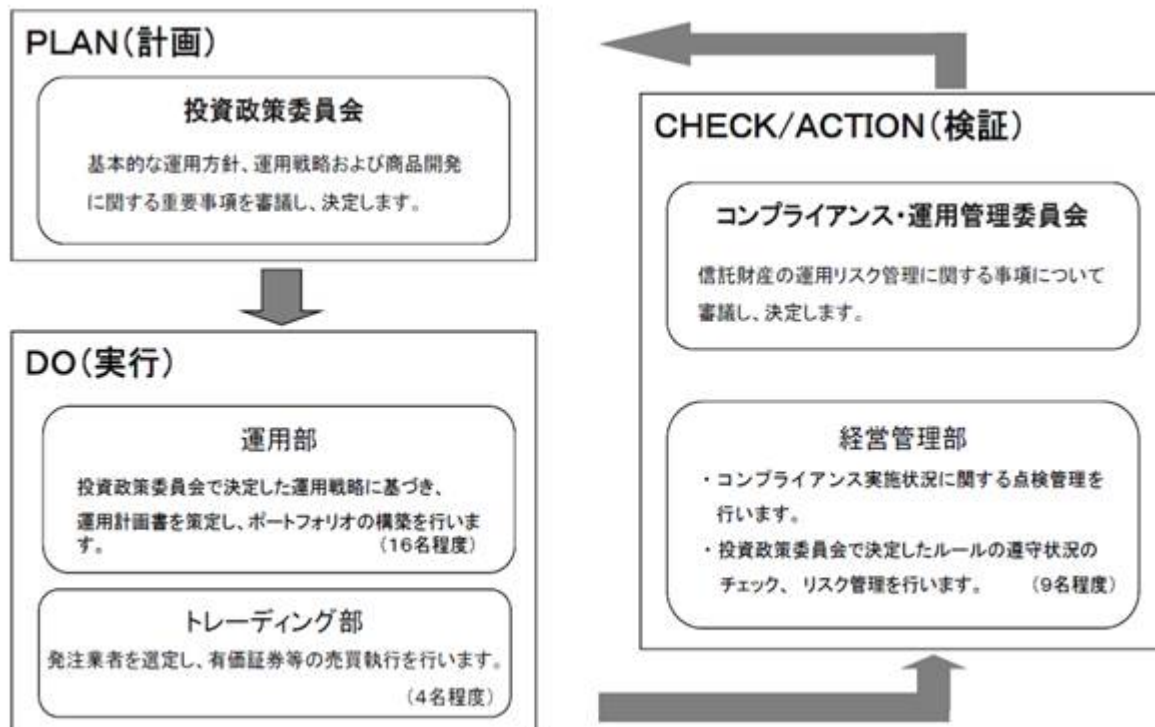 PLAN(計画)
投資政策委員会
基本的な運用方針、運用戦略および商品開発
に関する重要事項を審議し、決定します。
DO(実行)
運用部
投資政策委員会で決定した運用戦略に基づき、
運用計画書を策定し、ポートフォリオの構築を行いま
す。 (16名程度)
トレーディング部
発注業者を選定し、有価証券等の売買執行を行います。
(4名程度)
CHECK/ACTION(検証)
コンプライアンス・運用管理委員会
信託財産の運用リスク管理に関する事項について
審議し、決定します。
経営管理部
・コンプライアンス実施状況に関する点検管理を
行います。
・投資政策委員会で決定したルールの遵守状況の
チェック、リスク管理を行います。 (9名程度)